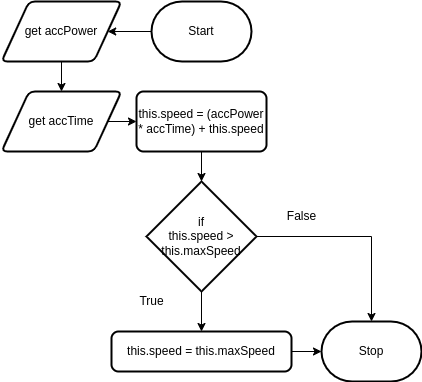 get accPower
Start
get accTime
this.speed = (accPower
* accTime) + this.speed
if
this.speed >
this.maxSpeed
False
True
this.speed = this.maxSpeed
Stop